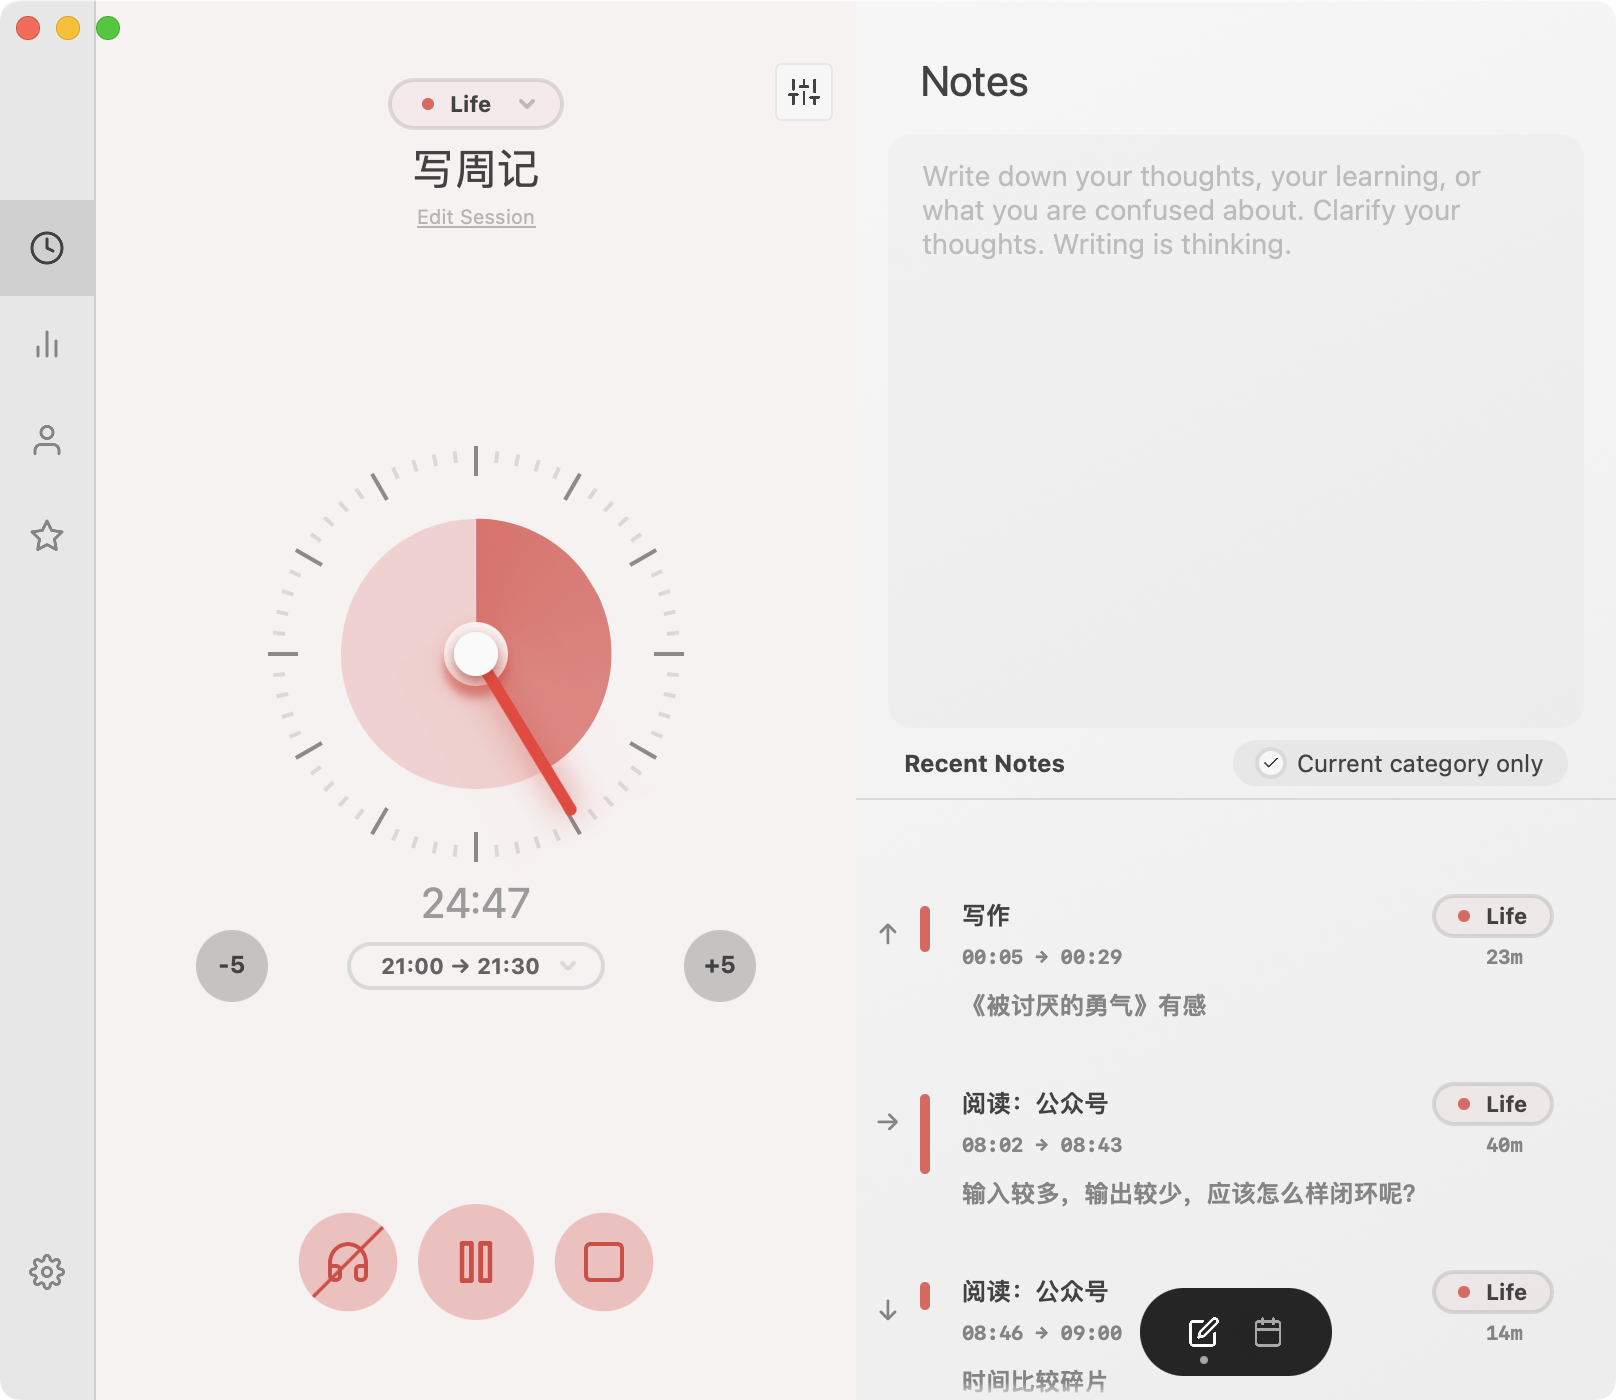 Life
写周记
Edit Session
24:47
-5
21:00 → 21:30
+5
Notes
Write down your thoughts, your learning, or
what you are confused about. Clarify your
thoughts. Writing is thinking.
Recent Notes
Current category only
写作
Life
00:05 → 00:29
23m
《被讨厌的勇气》有感
阅读：公众号
Life
08:02 → 08:43
40m
输入较多，输出较少，应该怎么样闭环呢？
阅读：公众号
Life
08:46 → 09:00
14m
时间比较碎片